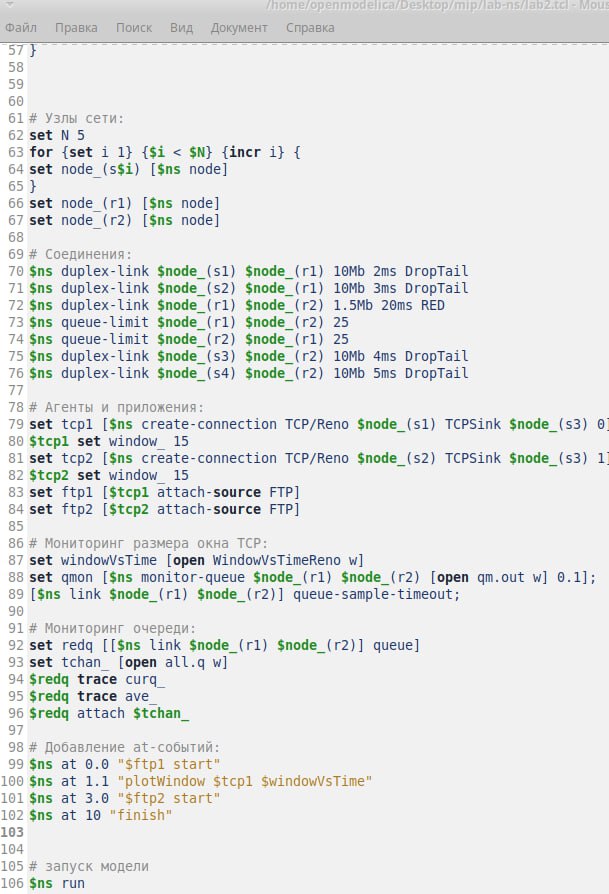 /home/openmodelica/Desktop/mip/lab-ns/lab2.tcl - Mous
Файл Правка Поиск Вид Документ Справка
57 }
58
59
60
61 # Узлы сети:
62 set N 5
63 for {set i 1} {$i < $N} {incr i} {
64 set node_(s$i) [$ns node]
65 }
66 set node_(r1) [$ns node]
67 set node_(r2) [$ns node]
68
69 # Соединения:
70 $ns duplex-link $node_(s1) $node_(r1) 10Mb 2ms DropTail
71 $ns duplex-link $node_(s2) $node_(r1) 10Mb 3ms DropTail
72 $ns duplex-link $node_(r1) $node_(r2) 1.5Mb 20ms RED
73 $ns queue-limit $node_(r1) $node_(r2) 25
74 $ns queue-limit $node_(r2) $node_(r1) 25
75 $ns duplex-link $node_(s3) $node_(r2) 10Mb 4ms DropTail
76 $ns duplex-link $node_(s4) $node_(r2) 10Mb 5ms DropTail
77
78 # Агенты и приложения:
79 set tcp1 [$ns create-connection TCP/Reno $node_(s1) TCPSink $node_(s3) 0]
80 $tcp1 set window_ 15
81 set tcp2 [$ns create-connection TCP/Reno $node_(s2) TCPSink $node_(s3) 1]
82 $tcp2 set window_ 15
83 set ftp1 [$tcp1 attach-source FTP]
84 set ftp2 [$tcp2 attach-source FTP]
85
86 # Мониторинг размера окна TCP:
87 set windowVsTime [open WindowVsTimeReno w]
88 set qmon [$ns monitor-queue $node_(r1) $node_(r2) [open qm.out w] 0.1];
89 [$ns link $node_(r1) $node_(r2)] queue-sample-timeout;
90
91 # Мониторинг очереди:
92 set redq [[$ns link $node_(r1) $node_(r2)] queue]
93 set tchan_ [open all.q w]
94 $redq trace curq_
95 $redq trace ave_
96 $redq attach $tchan_
97
98 # Добавление at-событий:
99 $ns at 0.0 "$ftp1 start"
100 $ns at 1.1 "plotWindow $tcp1 $windowVsTime"
101 $ns at 3.0 "$ftp2 start"
102 $ns at 10 "finish"
103
104
105 # запуск модели
106 $ns run